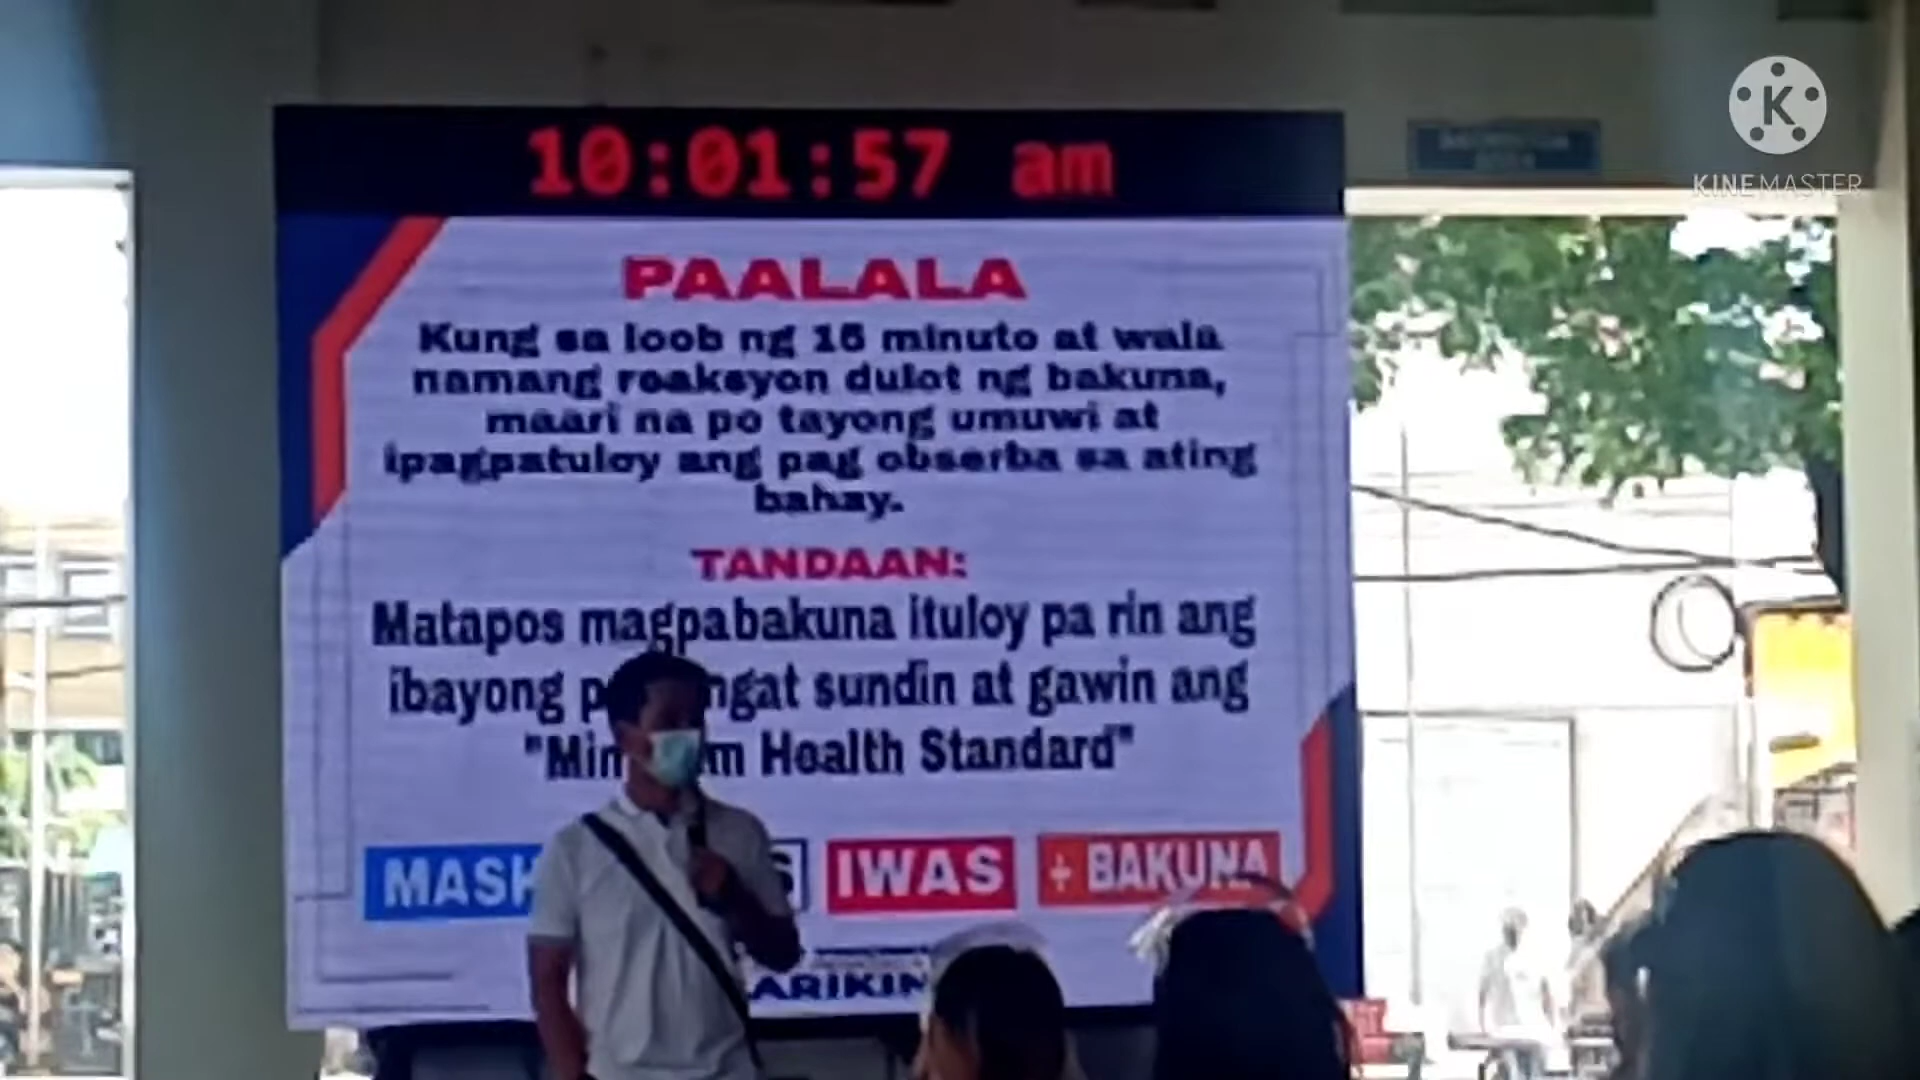 10:01:57 am
KINEMASTER
PAALALA
Kung sa loob ng 15 minuto at wala
namang reaksyon dulot ng bakuna,
maari na po tayong umuwi at
ipagpatuloy ang pag obserba sa ating
bahay.
TANDAAN:
Matapos magpabakuna ituloy pa rin ang
ibayong p ngat sundin at gawin ang
"Min m Health Standard"
MASK
IWAS
+ BAKUNA
ARIKIN